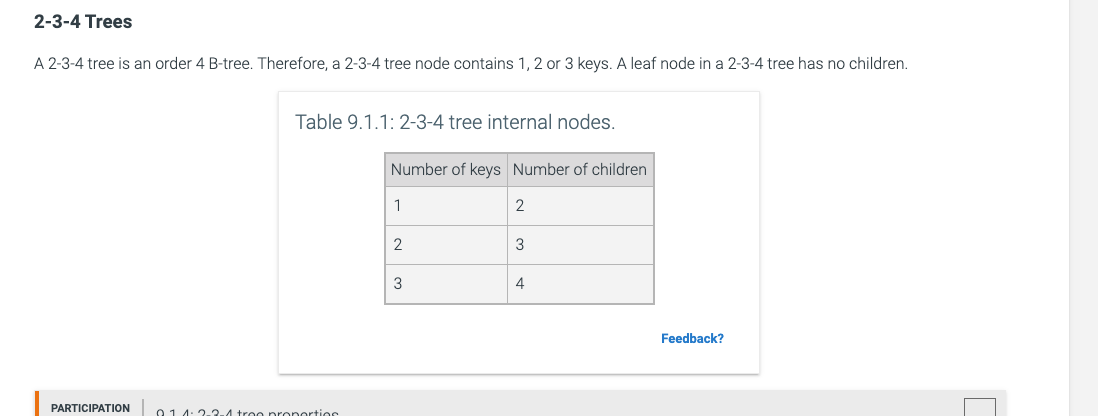 2-3-4 Trees
A 2-3-4 tree is an order 4 B-tree. Therefore, a 2-3-4 tree node contains 1, 2 or 3 keys. A leaf node in a 2-3-4 tree has no children.
Table 9.1.1: 2-3-4 tree internal nodes.
Number of keys Number of children
1 2
2 3
3 4
Feedback?
PARTICIPATION 9.1.4: 2-3-4 tree properties